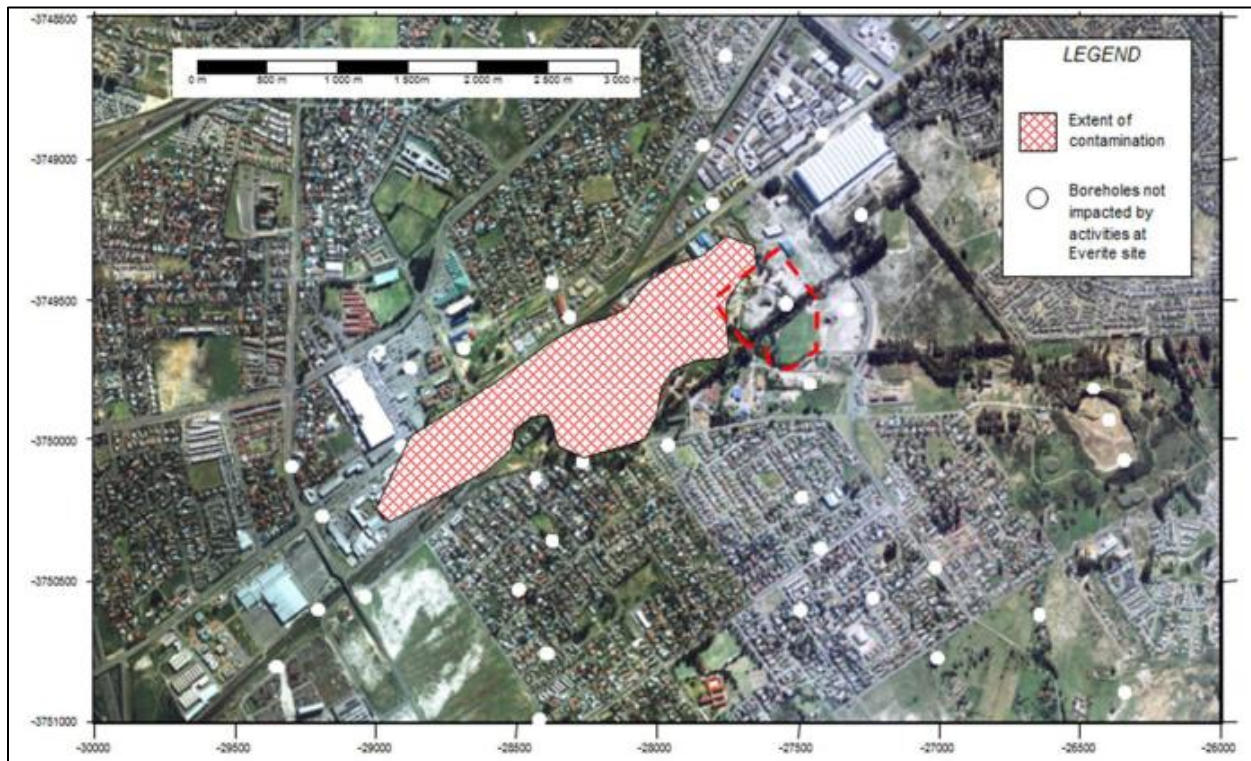 -3748500
LEGEND
Extent of
contamination
Boreholes not
impacted by
activities at
Everite site
0 m 500 m 1 000 m 1 500m 2 000 m 2 500 m 3 000 m
-3749000
-3749500
-3750000
-3750500
-3751000
-30000 -29500 -29000 -28500 -28000 -27500 -27000 -26500 -26000